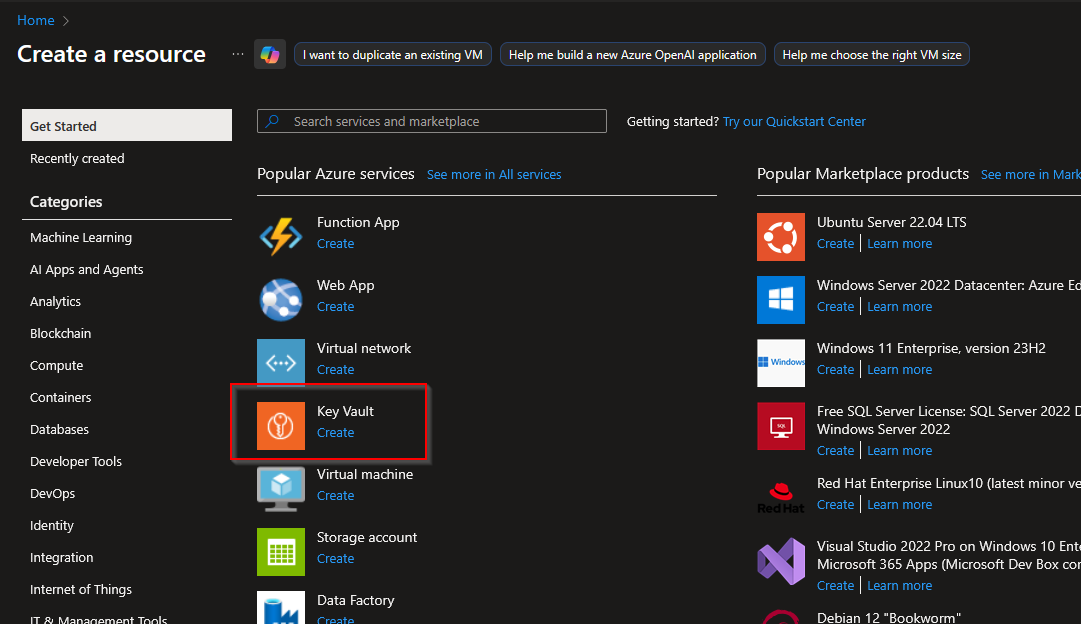 Home
Create a resource
I want to duplicate an existing VM
Help me build a new Azure OpenAI application
Help me choose the right VM size
Get Started
Recently created
Categories
Machine Learning
AI Apps and Agents
Analytics
Blockchain
Compute
Containers
Databases
Developer Tools
DevOps
Identity
Integration
Internet of Things
IT & Management Tools
Search services and marketplace
Getting started? Try our Quickstart Center
Popular Azure services See more in All services
Function App
Create
Web App
Create
Virtual network
Create
Key Vault
Create
Virtual machine
Create
Storage account
Create
Data Factory
Create
Popular Marketplace products See more in Mark
Ubuntu Server 22.04 LTS
Create | Learn more
Windows Server 2022 Datacenter: Azure Ed
Create | Learn more
Windows
Windows 11 Enterprise, version 23H2
Create | Learn more
SQL
Free SQL Server License: SQL Server 2022 D
Windows Server 2022
Create | Learn more
Red Hat
Red Hat Enterprise Linux10 (latest minor ve
Create | Learn more
Visual Studio 2022 Pro on Windows 10 Ente
Microsoft 365 Apps (Microsoft Dev Box con
Create | Learn more
Debian 12 "Bookworm"